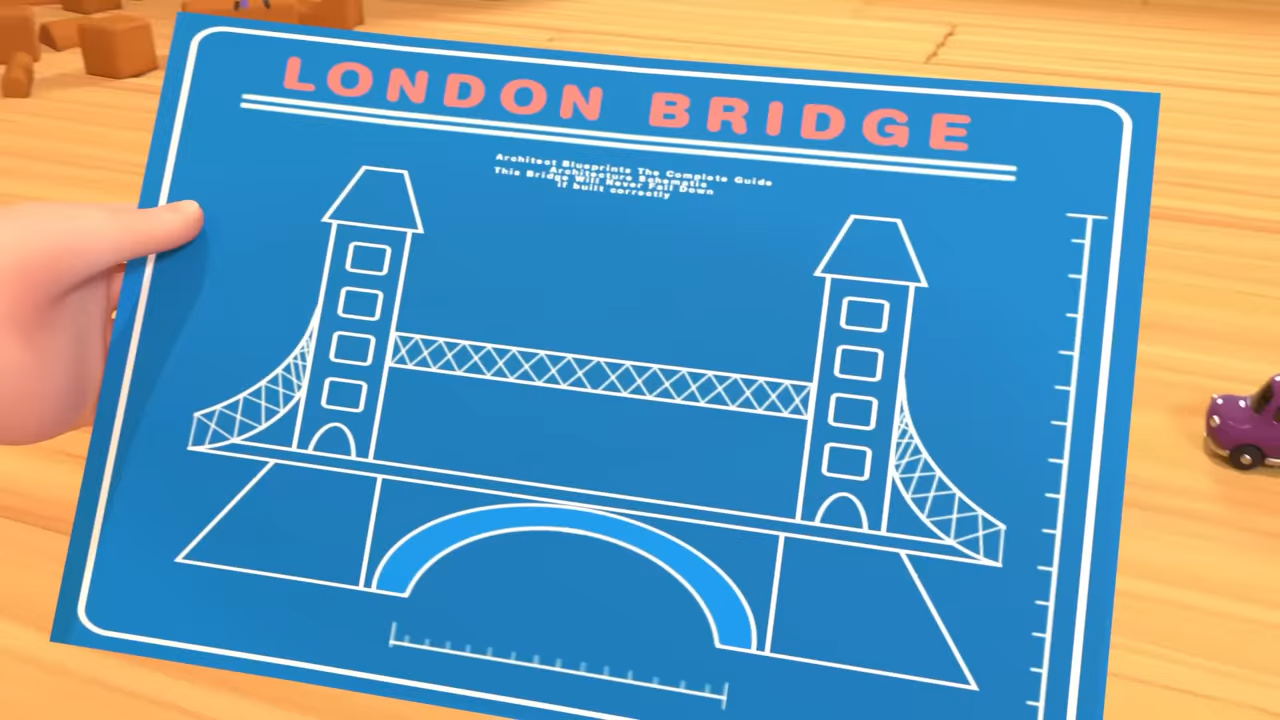 LONDON BRIDGE
Architect Blueprints The Complete Guide
Architecture Schematic
This Bridge Will Never Fall Down
if built correctly